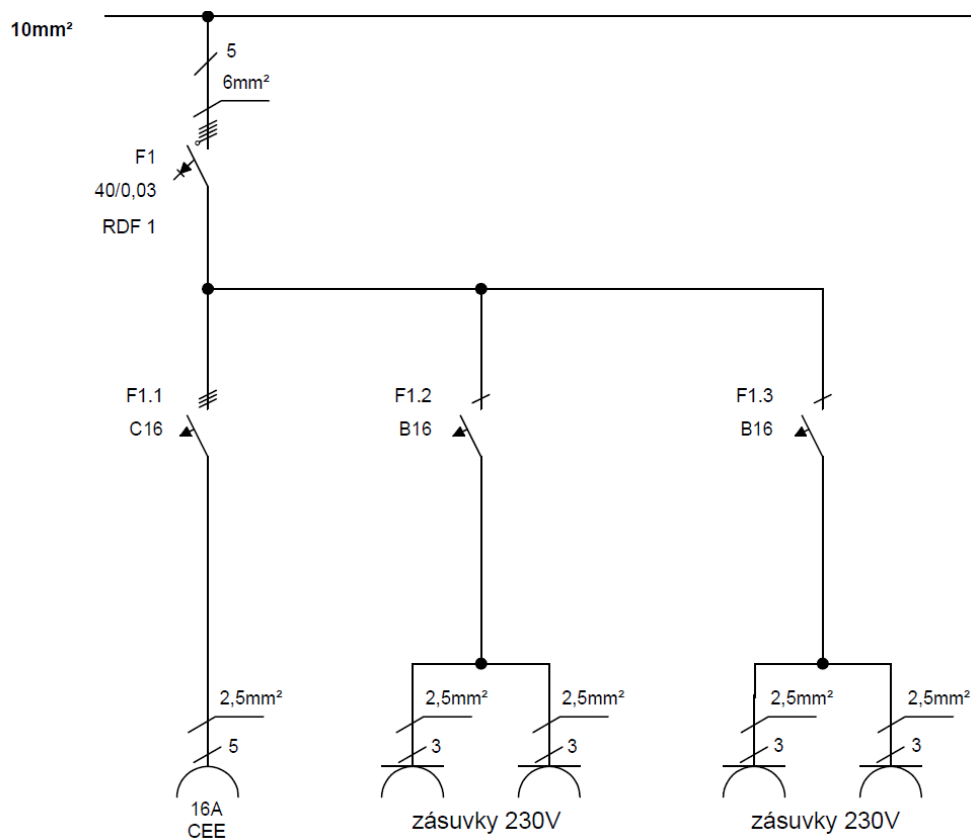 10mm²
5
6mm²
F1
40/0,03
RDF 1
F1.1
C16
F1.2
B16
F1.3
B16
2,5mm²
2,5mm²
2,5mm²
2,5mm²
2,5mm²
5
3
3
3
3
16A
CEE
zásuvky 230V
zásuvky 230V